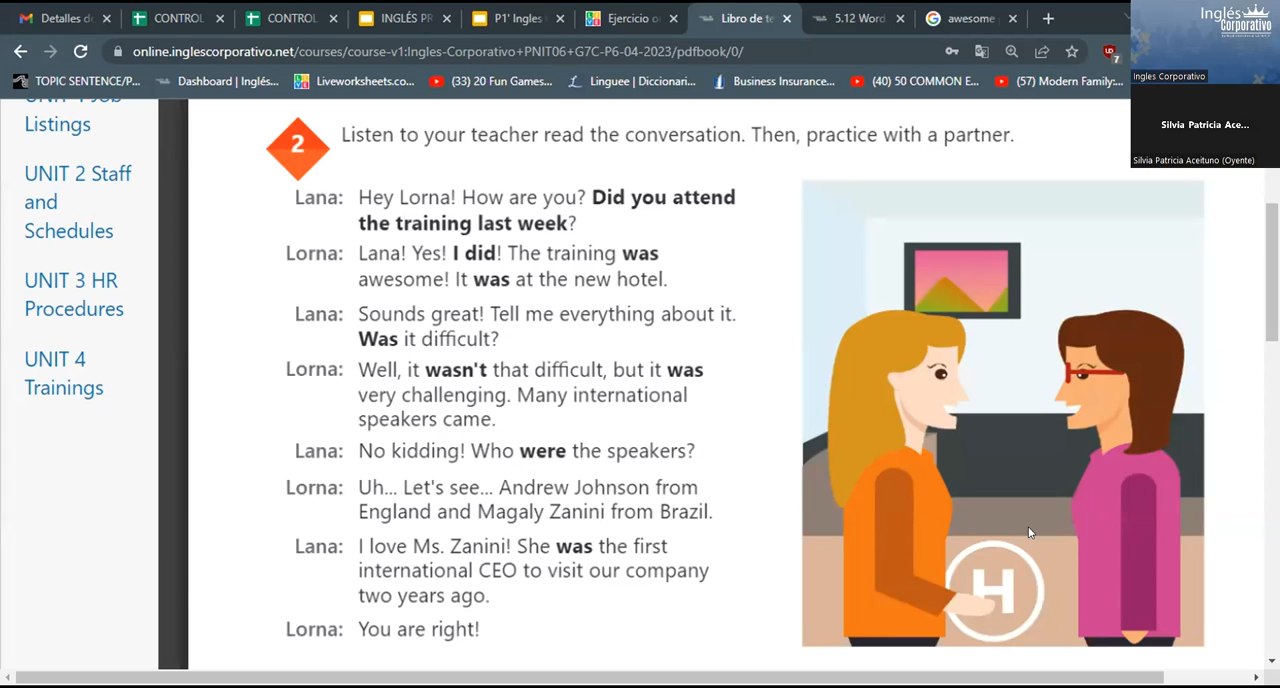 Detalles d
CONTROL
CONTROL
INGLÉS PR
P1' Ingles
Ejercicio o
Libro de te
5.12 Word
awesome
online.inglescorporativo.net/courses/course-v1:Ingles-Corporativo+PNIT06+G7C-P6-04-2023/pdfbook/0/
TOPIC SENTENCE/P...
Dashboard | Inglés...
Liveworksheets.co...
(33) 20 Fun Games...
Linguee | Diccionari...
Business Insurance...
(40) 50 COMMON E...
(57) Modern Family:...
Inglés
Corporativo
Ingles Corporativo
Silvia Patricia Ace...
Silvia Patricia Aceituno (Oyente)
UNIT 1 Job
Listings
UNIT 2 Staff
and
Schedules
UNIT 3 HR
Procedures
UNIT 4
Trainings
2
Listen to your teacher read the conversation. Then, practice with a partner.
Lana: Hey Lorna! How are you? Did you attend
the training last week?
Lorna: Lana! Yes! I did! The training was
awesome! It was at the new hotel.
Lana: Sounds great! Tell me everything about it.
Was it difficult?
Lorna: Well, it wasn't that difficult, but it was
very challenging. Many international
speakers came.
Lana: No kidding! Who were the speakers?
Lorna: Uh... Let's see... Andrew Johnson from
England and Magaly Zanini from Brazil.
Lana: I love Ms. Zanini! She was the first
international CEO to visit our company
two years ago.
Lorna: You are right!
H